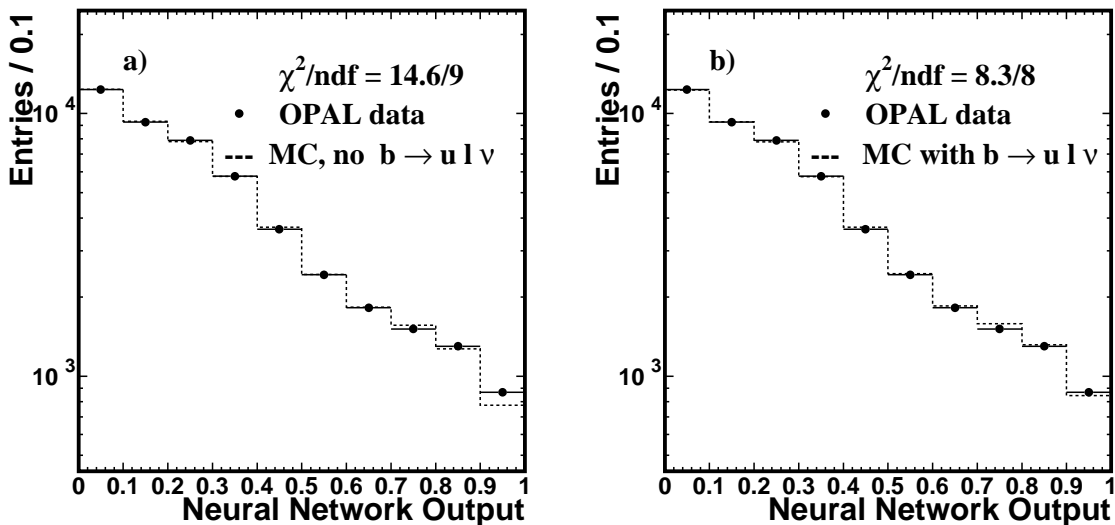 a)
χ²/ndf = 14.6/9
OPAL data
MC, no b → u l ν
Entries / 0.1
10⁴
10³
0 0.1 0.2 0.3 0.4 0.5 0.6 0.7 0.8 0.9 1
Neural Network Output
b)
χ²/ndf = 8.3/8
OPAL data
MC with b → u l ν
Entries / 0.1
10⁴
10³
0 0.1 0.2 0.3 0.4 0.5 0.6 0.7 0.8 0.9 1
Neural Network Output